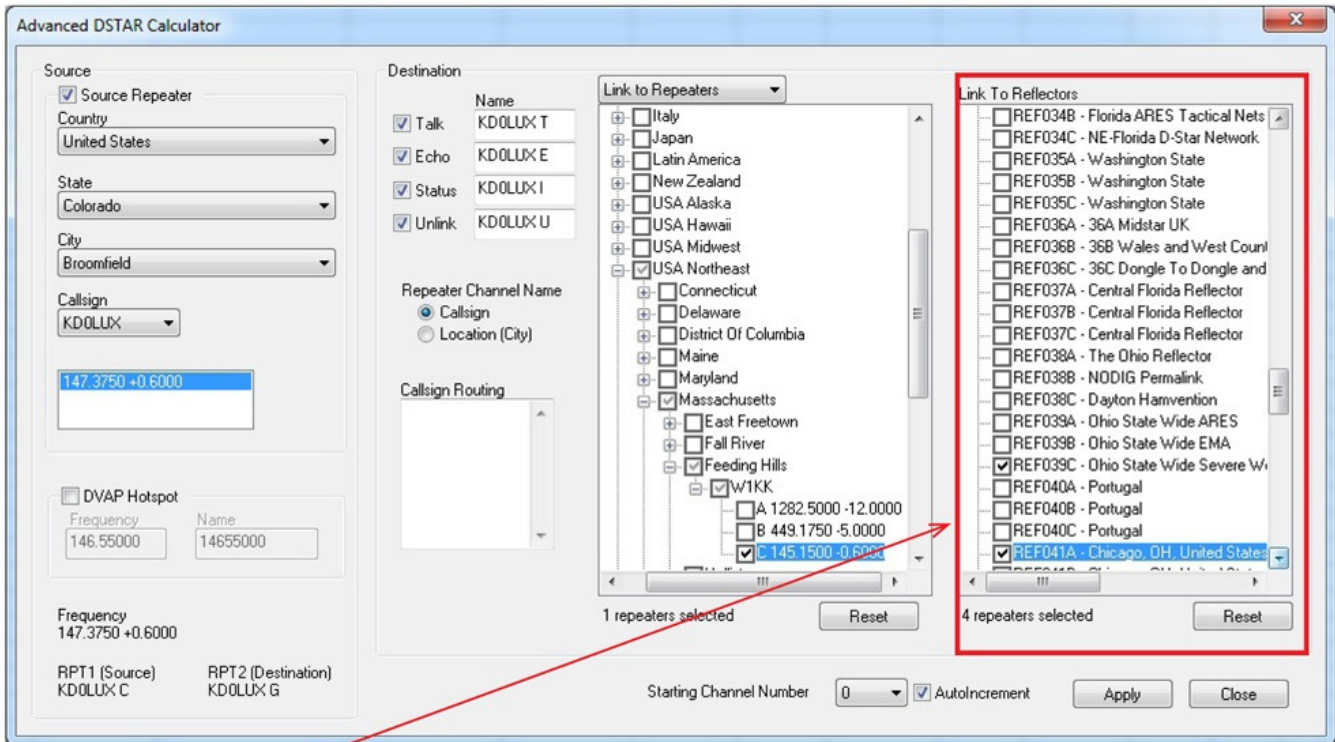 Advanced DSTAR Calculator
Source
Source Repeater
Country
United States
State
Colorado
City
Broomfield
Callsign
KD0LUX
147.3750 +0.6000
DVAP Hotspot
Frequency
Name
146.55000
14655000
Frequency
147.3750 +0.6000
RPT1 (Source)
RPT2 (Destination)
KD0LUX C
KD0LUX G
Destination
Name
Talk
KD0LUX T
Echo
KD0LUX E
Status
KD0LUX I
Unlink
KD0LUX U
Repeater Channel Name
Callsign
Location (City)
Callsign Routing
Link to Repeaters
Italy
Japan
Latin America
New Zealand
USA Alaska
USA Hawaii
USA Midwest
USA Northeast
Connecticut
Delaware
District Of Columbia
Maine
Maryland
Massachusetts
East Freetown
Fall River
Feeding Hills
W1KK
A 1282.5000 -12.0000
B 449.1750 -5.0000
C 145.1500 -0.6000
1 repeaters selected
Reset
Link To Reflectors
REF034B - Florida ARES Tactical Nets
REF034C - NE-Florida D-Star Network
REF035A - Washington State
REF035B - Washington State
REF035C - Washington State
REF036A - 36A Midstar UK
REF036B - 36B Wales and West Count
REF036C - 36C Dongle To Dongle and
REF037A - Central Florida Reflector
REF037B - Central Florida Reflector
REF037C - Central Florida Reflector
REF038A - The Ohio Reflector
REF038B - NODIG Permalink
REF038C - Dayton Hamvention
REF039A - Ohio State Wide ARES
REF039B - Ohio State Wide EMA
REF039C - Ohio State Wide Severe
REF040A - Portugal
REF040B - Portugal
REF040C - Portugal
REF041A - Chicago, OH, United States
4 repeaters selected
Reset
Starting Channel Number
0
AutoIncrement
Apply
Close